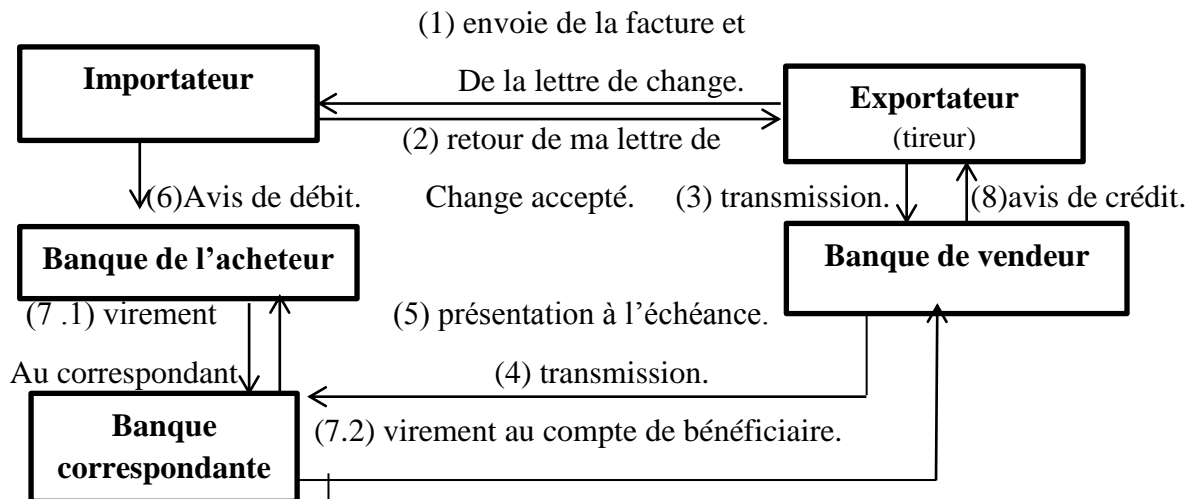 (1) envoie de la facture et
Importateur
De la lettre de change.
Exportateur
(tireur)
(2) retour de ma lettre de
(6)Avis de débit.
Change accepté.
(3) transmission.
(8)avis de crédit.
Banque de l’acheteur
Banque de vendeur
(7 .1) virement
(5) présentation à l’échéance.
Au correspondant
(4) transmission.
Banque
correspondante
(7.2) virement au compte de bénéficiaire.